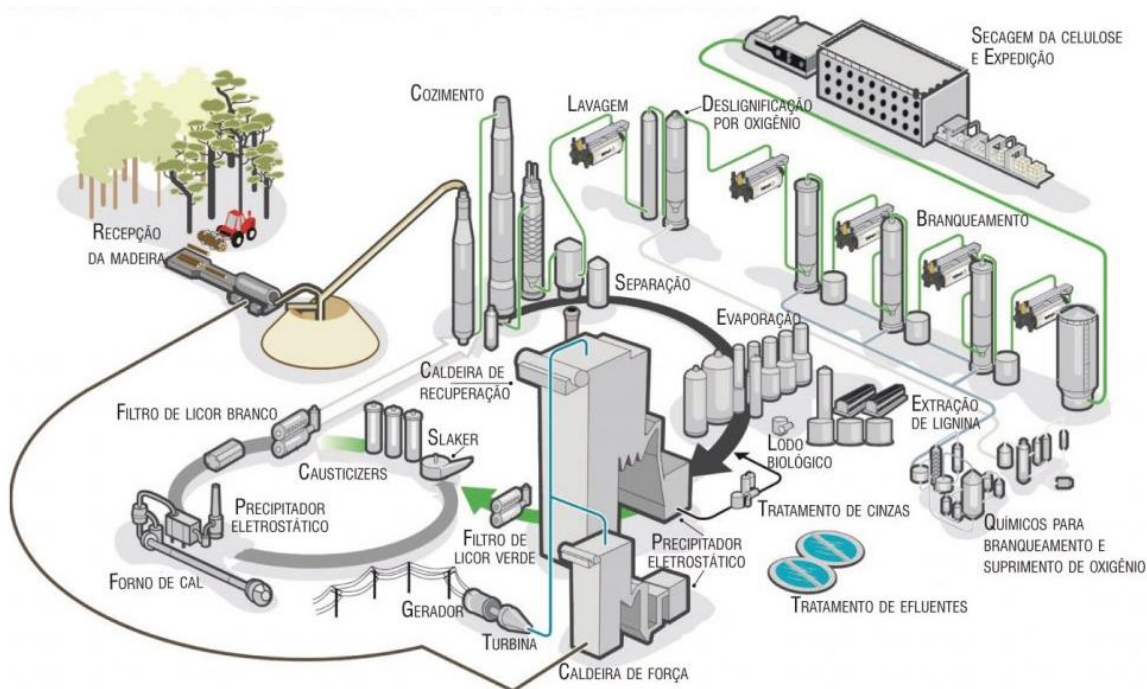 SECAGEM DA CELULOSE
E EXPEDIÇÃO
COZIMENTO
LAVAGEM
DESLIGNIFICAÇÃO
POR OXIGÊNIO
RECEPÇÃO
DA MADEIRA
BRANQUEAMENTO
SEPARAÇÃO
EVAPORAÇÃO
CALDEIRA DE
RECUPERAÇÃO
FILTRO DE LICOR BRANCO
EXTRAÇÃO
DE LIGNINA
SLAKER
LODO
BIOLÓGICO
CAUSTICIZERS
PRECIPITADOR
ELETROSTÁTICO
TRATAMENTO DE CINZAS
QUÍMICOS PARA
BRANQUEAMENTO E
SUPRIMENTO DE OXIGÊNIO
FILTRO DE
LICOR VERDE
PRECIPITADOR
ELETROSTÁTICO
FORNO DE CAL
GERADOR
TURBINA
TRATAMENTO DE EFLUENTES
CALDEIRA DE FORÇA